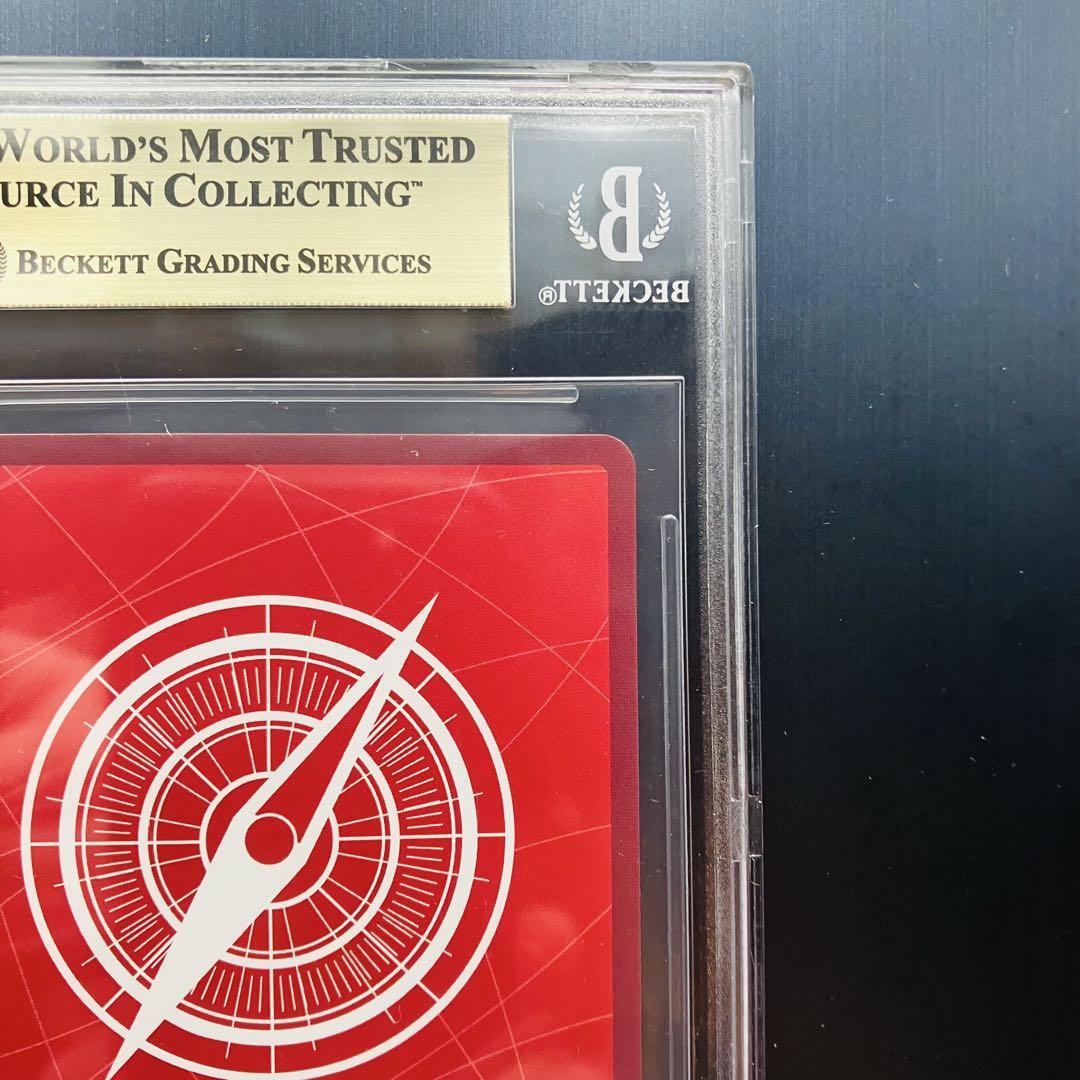 WORLD'S MOST TRUSTED
URCE IN COLLECTING™
BECKETT GRADING SERVICES
B
BECKETT®